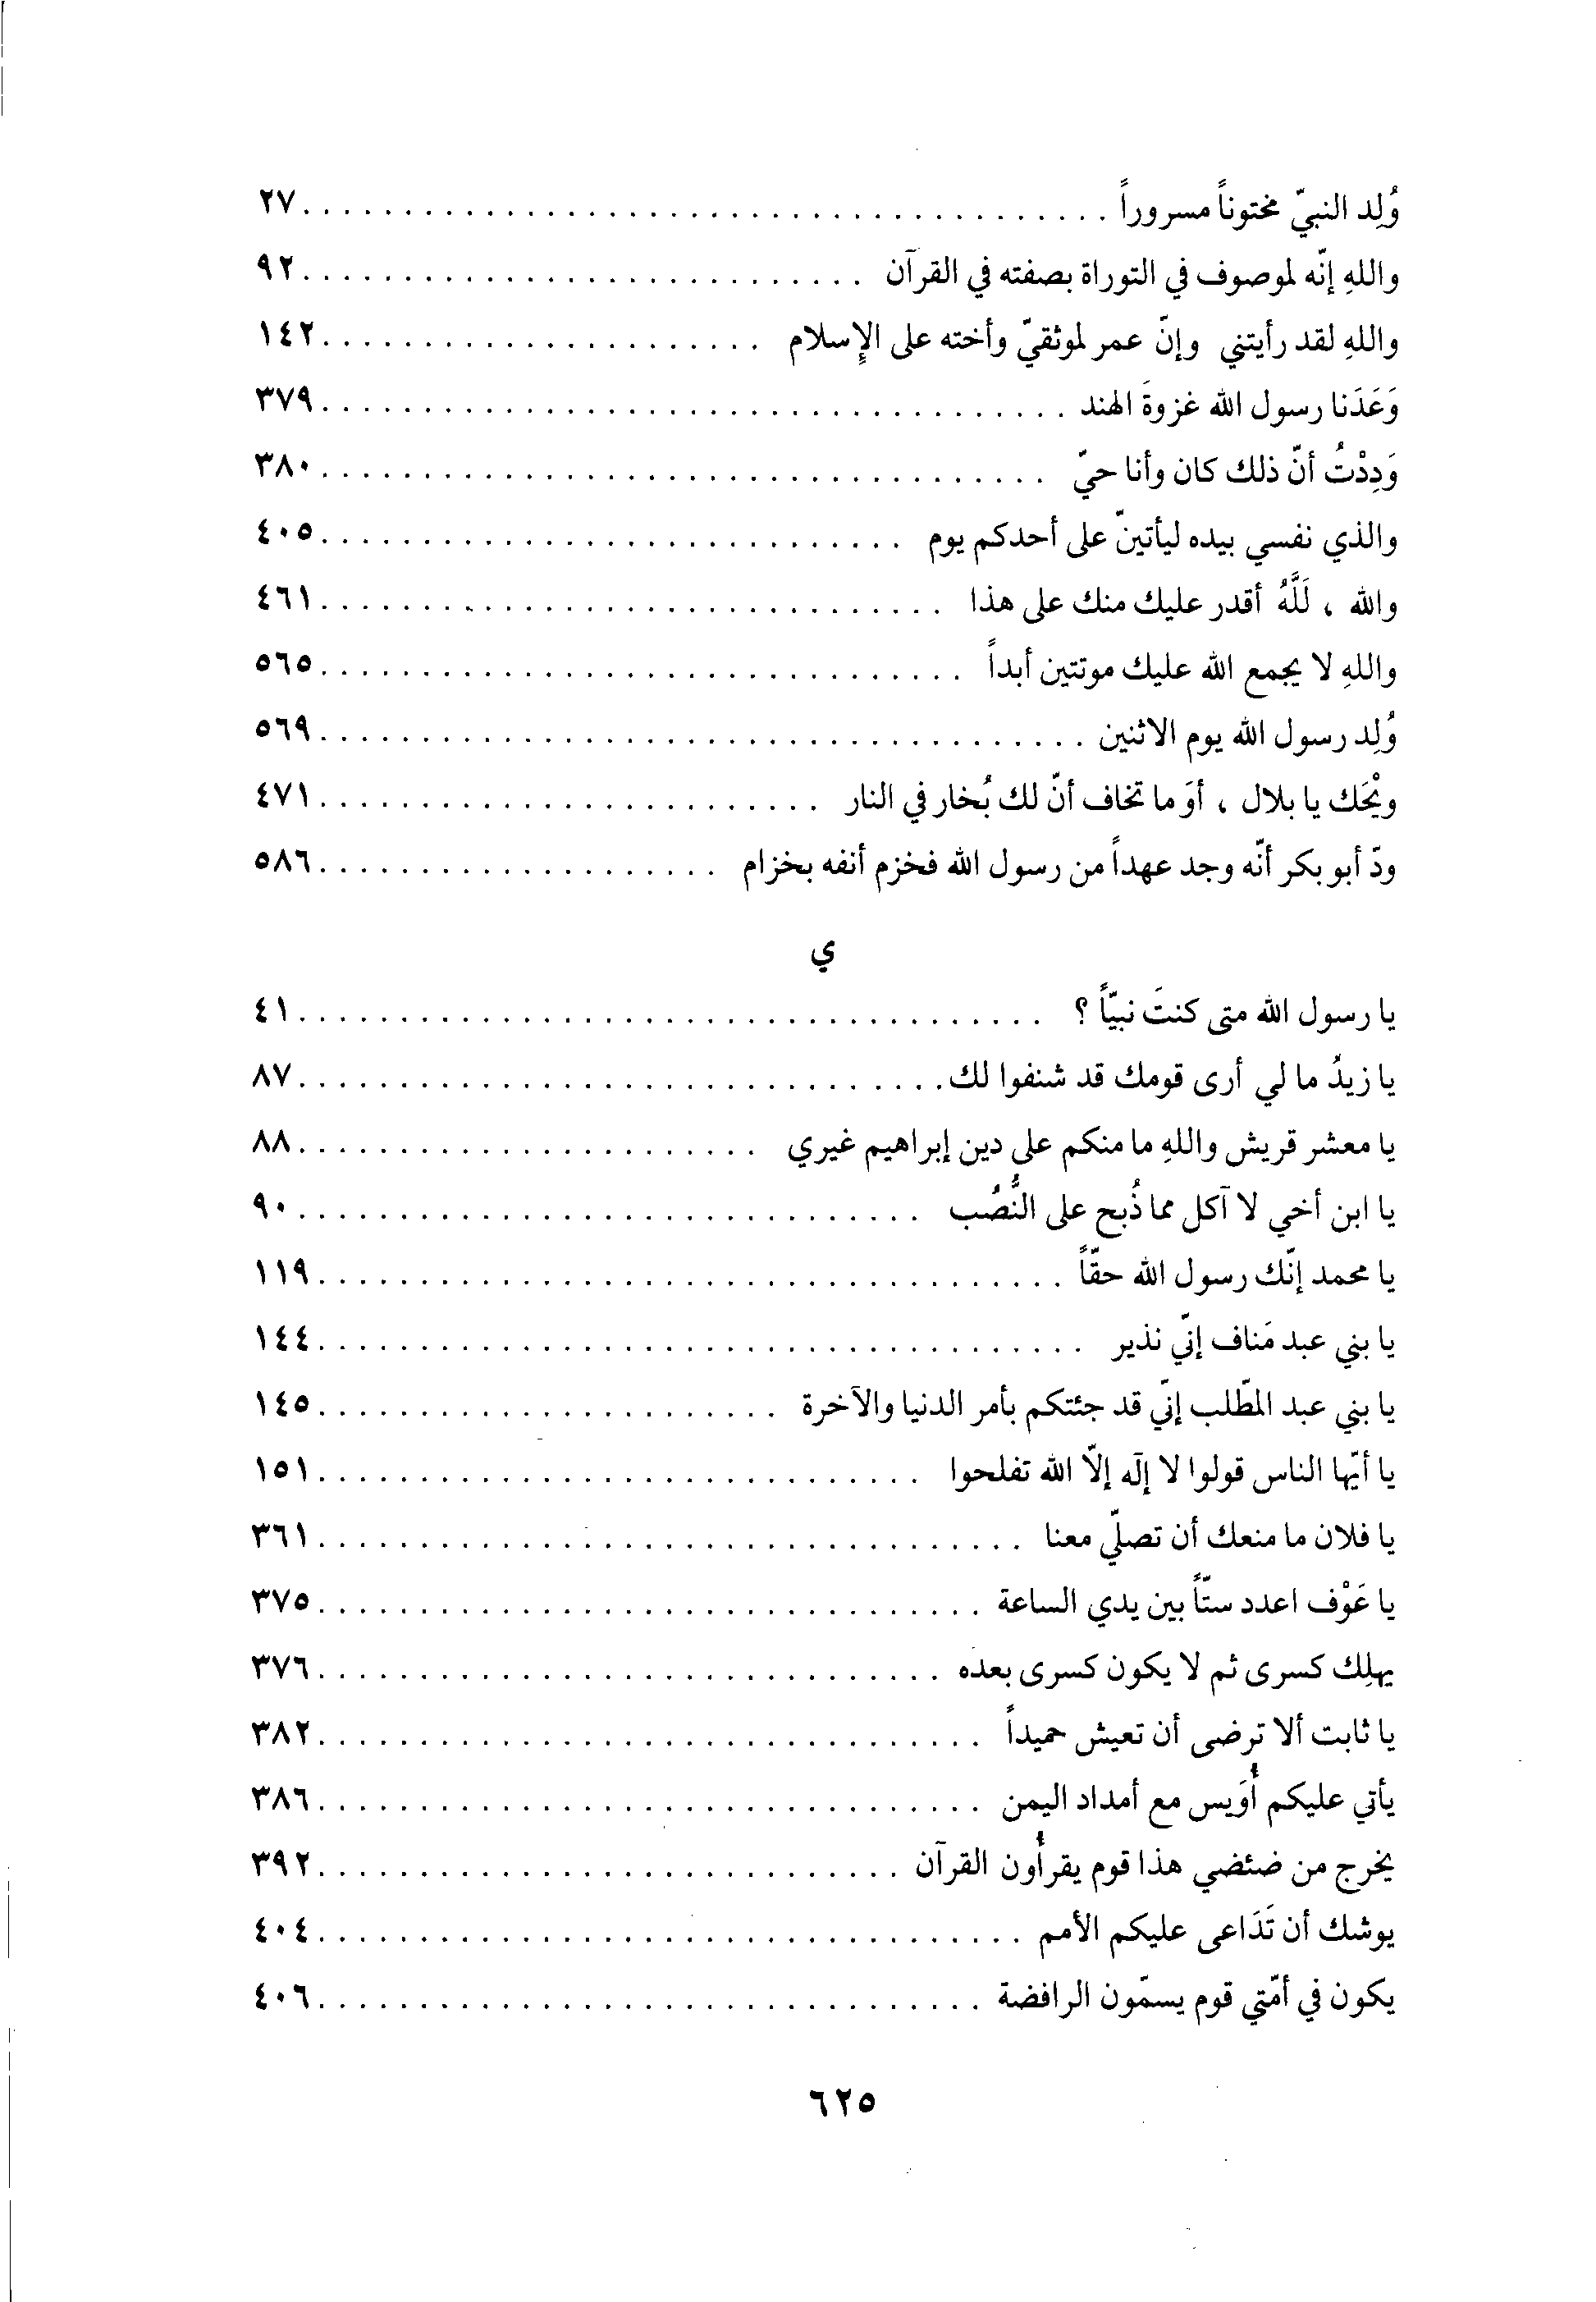 وُلِد النبيّ مختوناً مسروراً . . . . . . . . . . . . . . . . . . . . ٢٧
واللهِ إنّه لموصوف في التوراة بصفته في القرآن . . . . . . . . . . . . . . . . . . . . ٩٢
واللهِ لقد رأيتني وإنّ عمر لموثقيّ وأخته على الإسلام . . . . . . . . . . . . . . . . . . . . ١٤٢
وَعَدَنا رسول الله غزوةَ الهند . . . . . . . . . . . . . . . . . . . . ٣٧٩
وَدِدْتُ أنّ ذلك كان وأنا حيّ . . . . . . . . . . . . . . . . . . . . ٣٨٠
والذي نفسي بيده ليأتينّ على أحدكم يوم . . . . . . . . . . . . . . . . . . . . ٤٠٥
والله ، لَلَّهُ أقدر عليك منك على هذا . . . . . . . . . . . . . . . . . . . . ٤٦١
واللهِ لا يجمع الله عليك موتتين أبداً . . . . . . . . . . . . . . . . . . . . ٥٦٥
وُلِد رسول الله يوم الاثنين . . . . . . . . . . . . . . . . . . . . ٥٦٩
ويْحَك يا بلال ، أوَ ما تخاف أنّ لك بُخار في النار . . . . . . . . . . . . . . . . . . . . ٤٧١
ودّ أبو بكر أنّه وجد عهداً من رسول الله فخزم أنفه بخزام . . . . . . . . . . . . . . . . . . . . ٥٨٦
ي
يا رسول الله متى كنتَ نبيّاً ؟ . . . . . . . . . . . . . . . . . . . . ٤١
يا زيدُ ما لي أرى قومك قد شنفوا لك . . . . . . . . . . . . . . . . . . . . ٨٧
يا معشر قريش واللهِ ما منكم على دين إبراهيم غيري . . . . . . . . . . . . . . . . . . . . ٨٨
يا ابن أخي لا آكل مما ذُبح على النُّصُب . . . . . . . . . . . . . . . . . . . . ٩٠
يا محمد إنّك رسول الله حقّاً . . . . . . . . . . . . . . . . . . . . ١١٩
يا بني عبد مَناف إنّي نذير . . . . . . . . . . . . . . . . . . . . ١٤٤
يا بني عبد المطّلب إنّي قد جئتكم بأمر الدنيا والآخرة . . . . . . . . . . . . . . . . . . . . ١٤٥
يا أيّها الناس قولوا لا إلٓه إلاّ الله تفلحوا . . . . . . . . . . . . . . . . . . . . ١٥١
يا فلان ما منعك أن تصلّي معنا . . . . . . . . . . . . . . . . . . . . ٣٦١
يا عَوْف اعدد ستّاً بين يدي الساعة . . . . . . . . . . . . . . . . . . . . ٣٧٥
يهلِك كسرى ثم لا يكون كسرى بعده . . . . . . . . . . . . . . . . . . . . ٣٧٦
يا ثابت ألا ترضى أن تعيش حميداً . . . . . . . . . . . . . . . . . . . . ٣٨٢
يأتي عليكم أُوَيس مع أمداد اليمن . . . . . . . . . . . . . . . . . . . . ٣٨٦
يخرج من ضئضي هذا قوم يقرأُون القرآن . . . . . . . . . . . . . . . . . . . . ٣٩٢
يوشك أن تَدَاعى عليكم الأمم . . . . . . . . . . . . . . . . . . . . ٤٠٤
يكون في أمّتي قوم يسمّون الرافضة . . . . . . . . . . . . . . . . . . . . ٤٠٦
٦٢٥